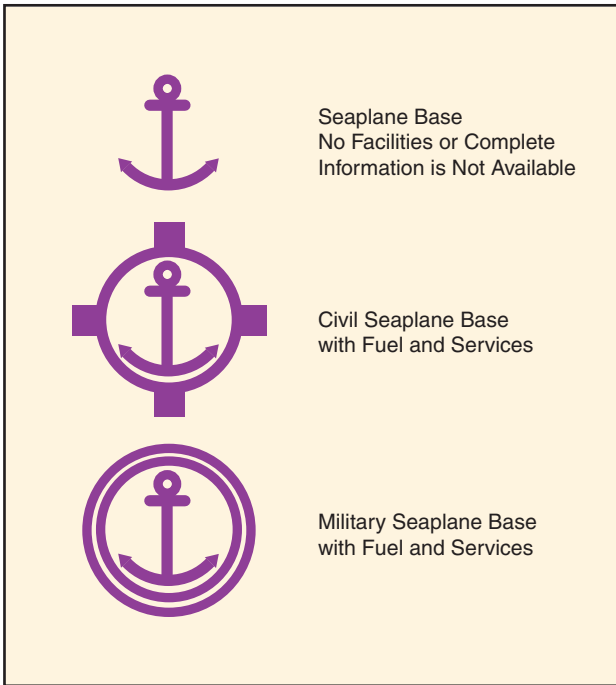 Seaplane Base
No Facilities or Complete
Information is Not Available
Civil Seaplane Base
with Fuel and Services
Military Seaplane Base
with Fuel and Services